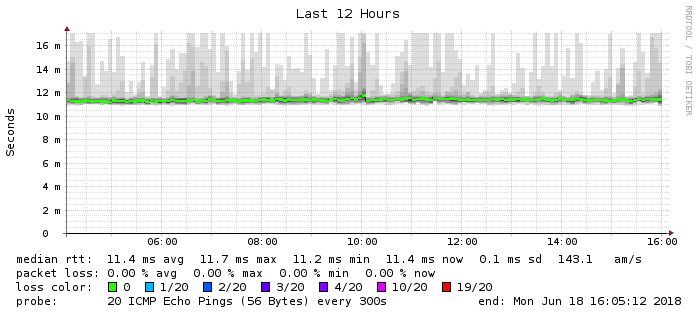 Last 12 Hours
RRDTOOL / TOBI OETIKER
Seconds
16 m
14 m
12 m
10 m
8 m
6 m
4 m
2 m
0
06:00 08:00 10:00 12:00 14:00 16:00
median rtt: 11.4 ms avg 11.7 ms max 11.2 ms min 11.4 ms now 0.1 ms sd 143.1 am/s
packet loss: 0.00 % avg 0.00 % max 0.00 % min 0.00 % now
loss color: 0 1/20 2/20 3/20 4/20 10/20 19/20
probe: 20 ICMP Echo Pings (56 Bytes) every 300s end: Mon Jun 18 16:05:12 2018